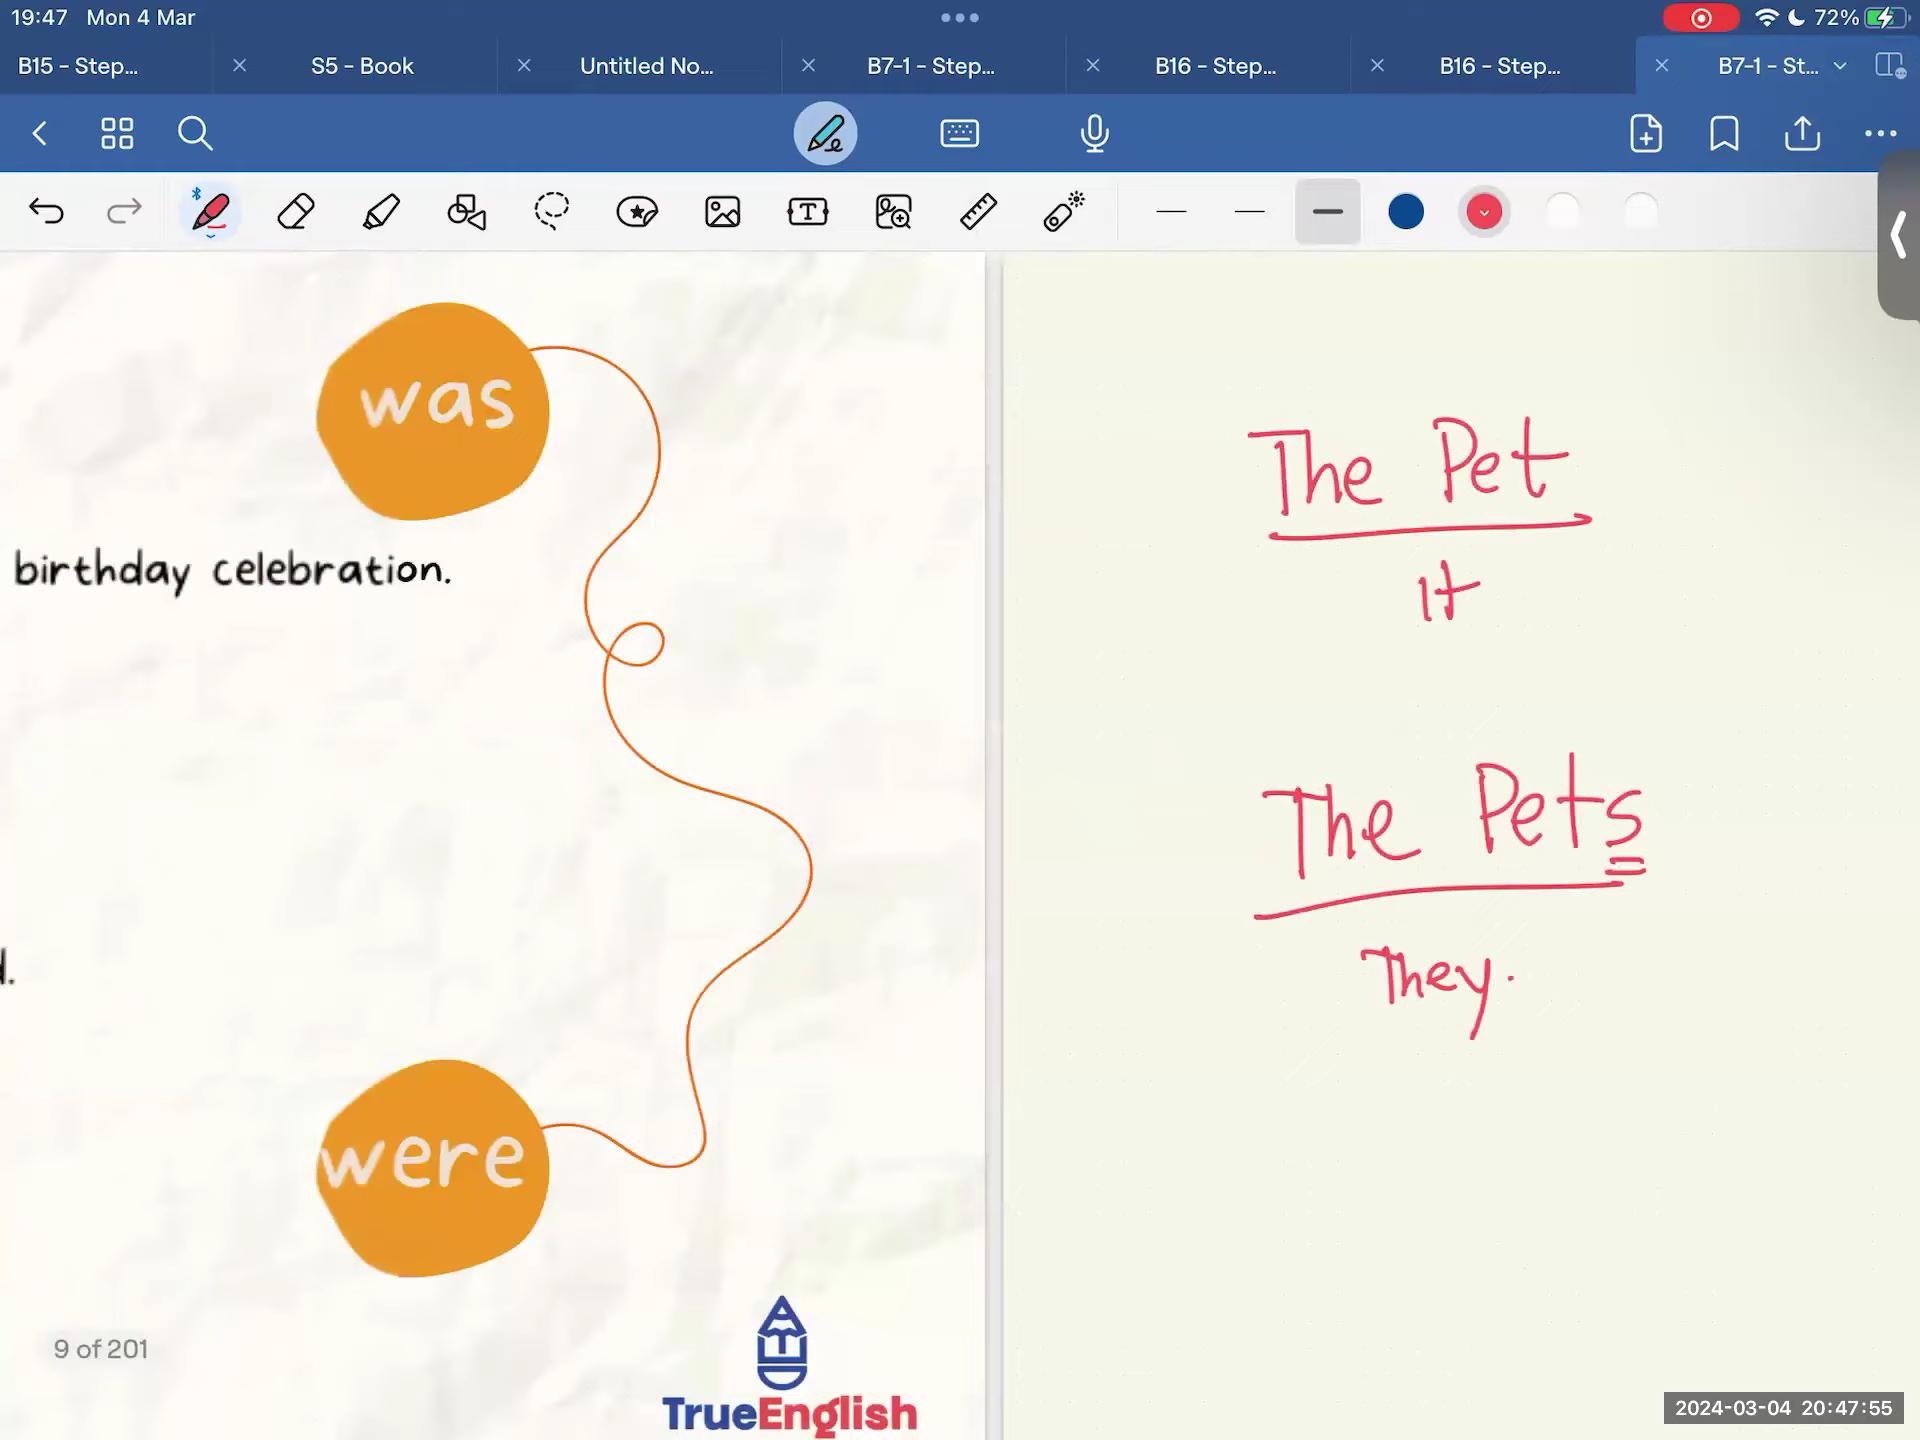 19:47 Mon 4 Mar
72%
B15 - Step...
S5 - Book
Untitled No...
B7-1 - Step...
B16 - Step...
B16 - Step...
B7-1 - St...
was
birthday celebration.
d.
were
9 of 201
TrueEnglish
The Pet
It
The Pets
They.
2024-03-04 20:47:55